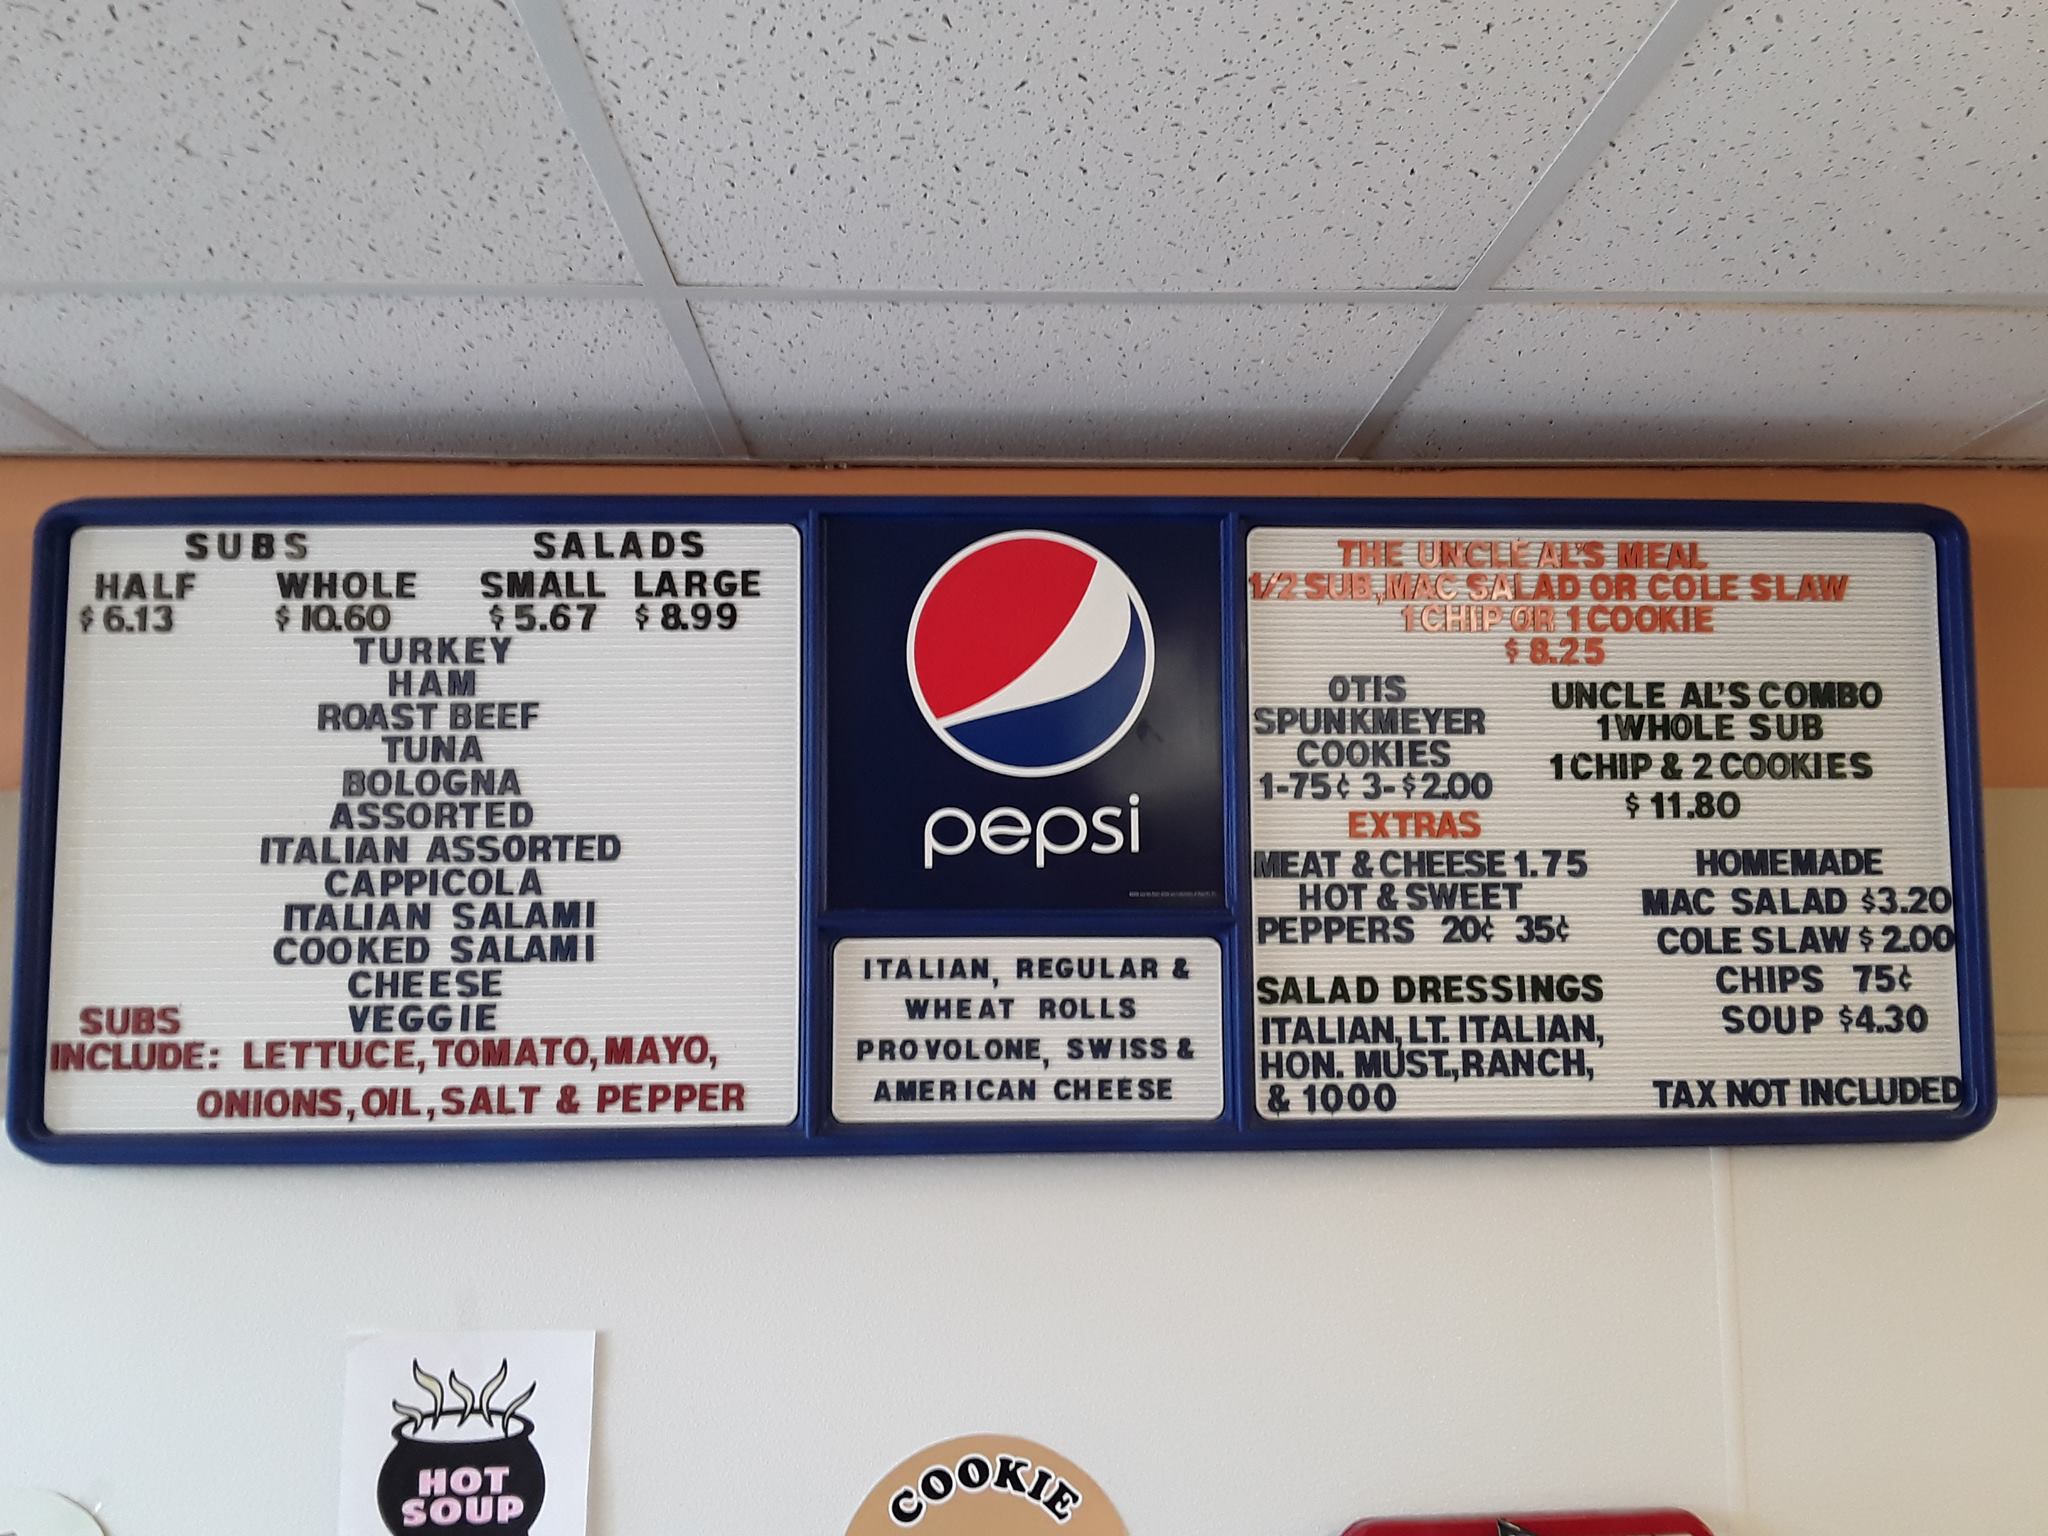 SUBS SALADS
HALF WHOLE SMALL LARGE
$6.13 $10.60 $5.67 $8.99
TURKEY
HAM
ROAST BEEF
TUNA
BOLOGNA
ASSORTED
ITALIAN ASSORTED
CAPPICOLA
ITALIAN SALAMI
COOKED SALAMI
CHEESE
VEGGIE
SUBS
INCLUDE: LETTUCE, TOMATO, MAYO,
ONIONS, OIL, SALT & PEPPER
pepsi
ITALIAN, REGULAR &
WHEAT ROLLS
PROVOLONE, SWISS &
AMERICAN CHEESE
THE UNCLE AL'S MEAL
1/2 SUB, MAC SALAD OR COLE SLAW
1 CHIP OR 1 COOKIE
$8.25
OTIS
SPUNKMEYER
COOKIES
1-75¢ 3-$2.00
UNCLE AL'S COMBO
1 WHOLE SUB
1 CHIP & 2 COOKIES
$11.80
EXTRAS
MEAT & CHEESE 1.75
HOT & SWEET
PEPPERS 20¢ 35¢
HOMEMADE
MAC SALAD $3.20
COLE SLAW $2.00
CHIPS 75¢
SOUP $4.30
SALAD DRESSINGS
ITALIAN, LT. ITALIAN,
HON. MUST., RANCH,
& 1000
TAX NOT INCLUDED
HOT
SOUP
COOKIE